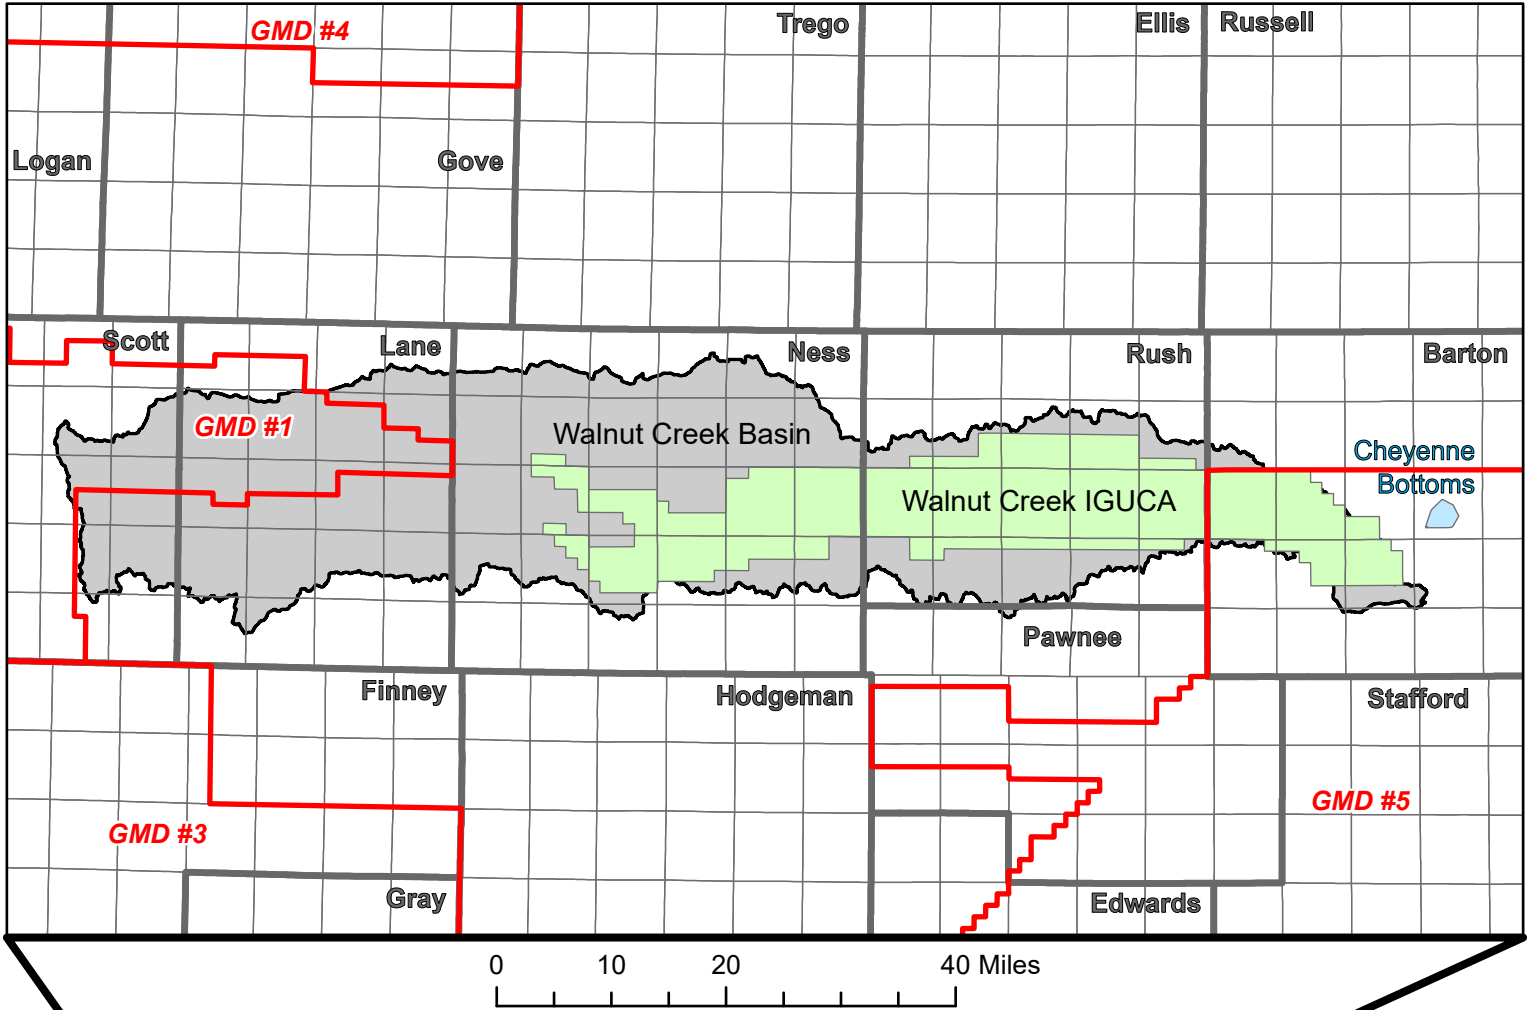 GMD #4
Trego
Ellis
Russell
Logan
Gove
Scott
Lane
Ness
Rush
Barton
GMD #1
Walnut Creek Basin
Cheyenne
Bottoms
Walnut Creek IGUCA
Pawnee
Finney
Hodgeman
Stafford
GMD #3
GMD #5
Gray
Edwards
0 10 20 40 Miles